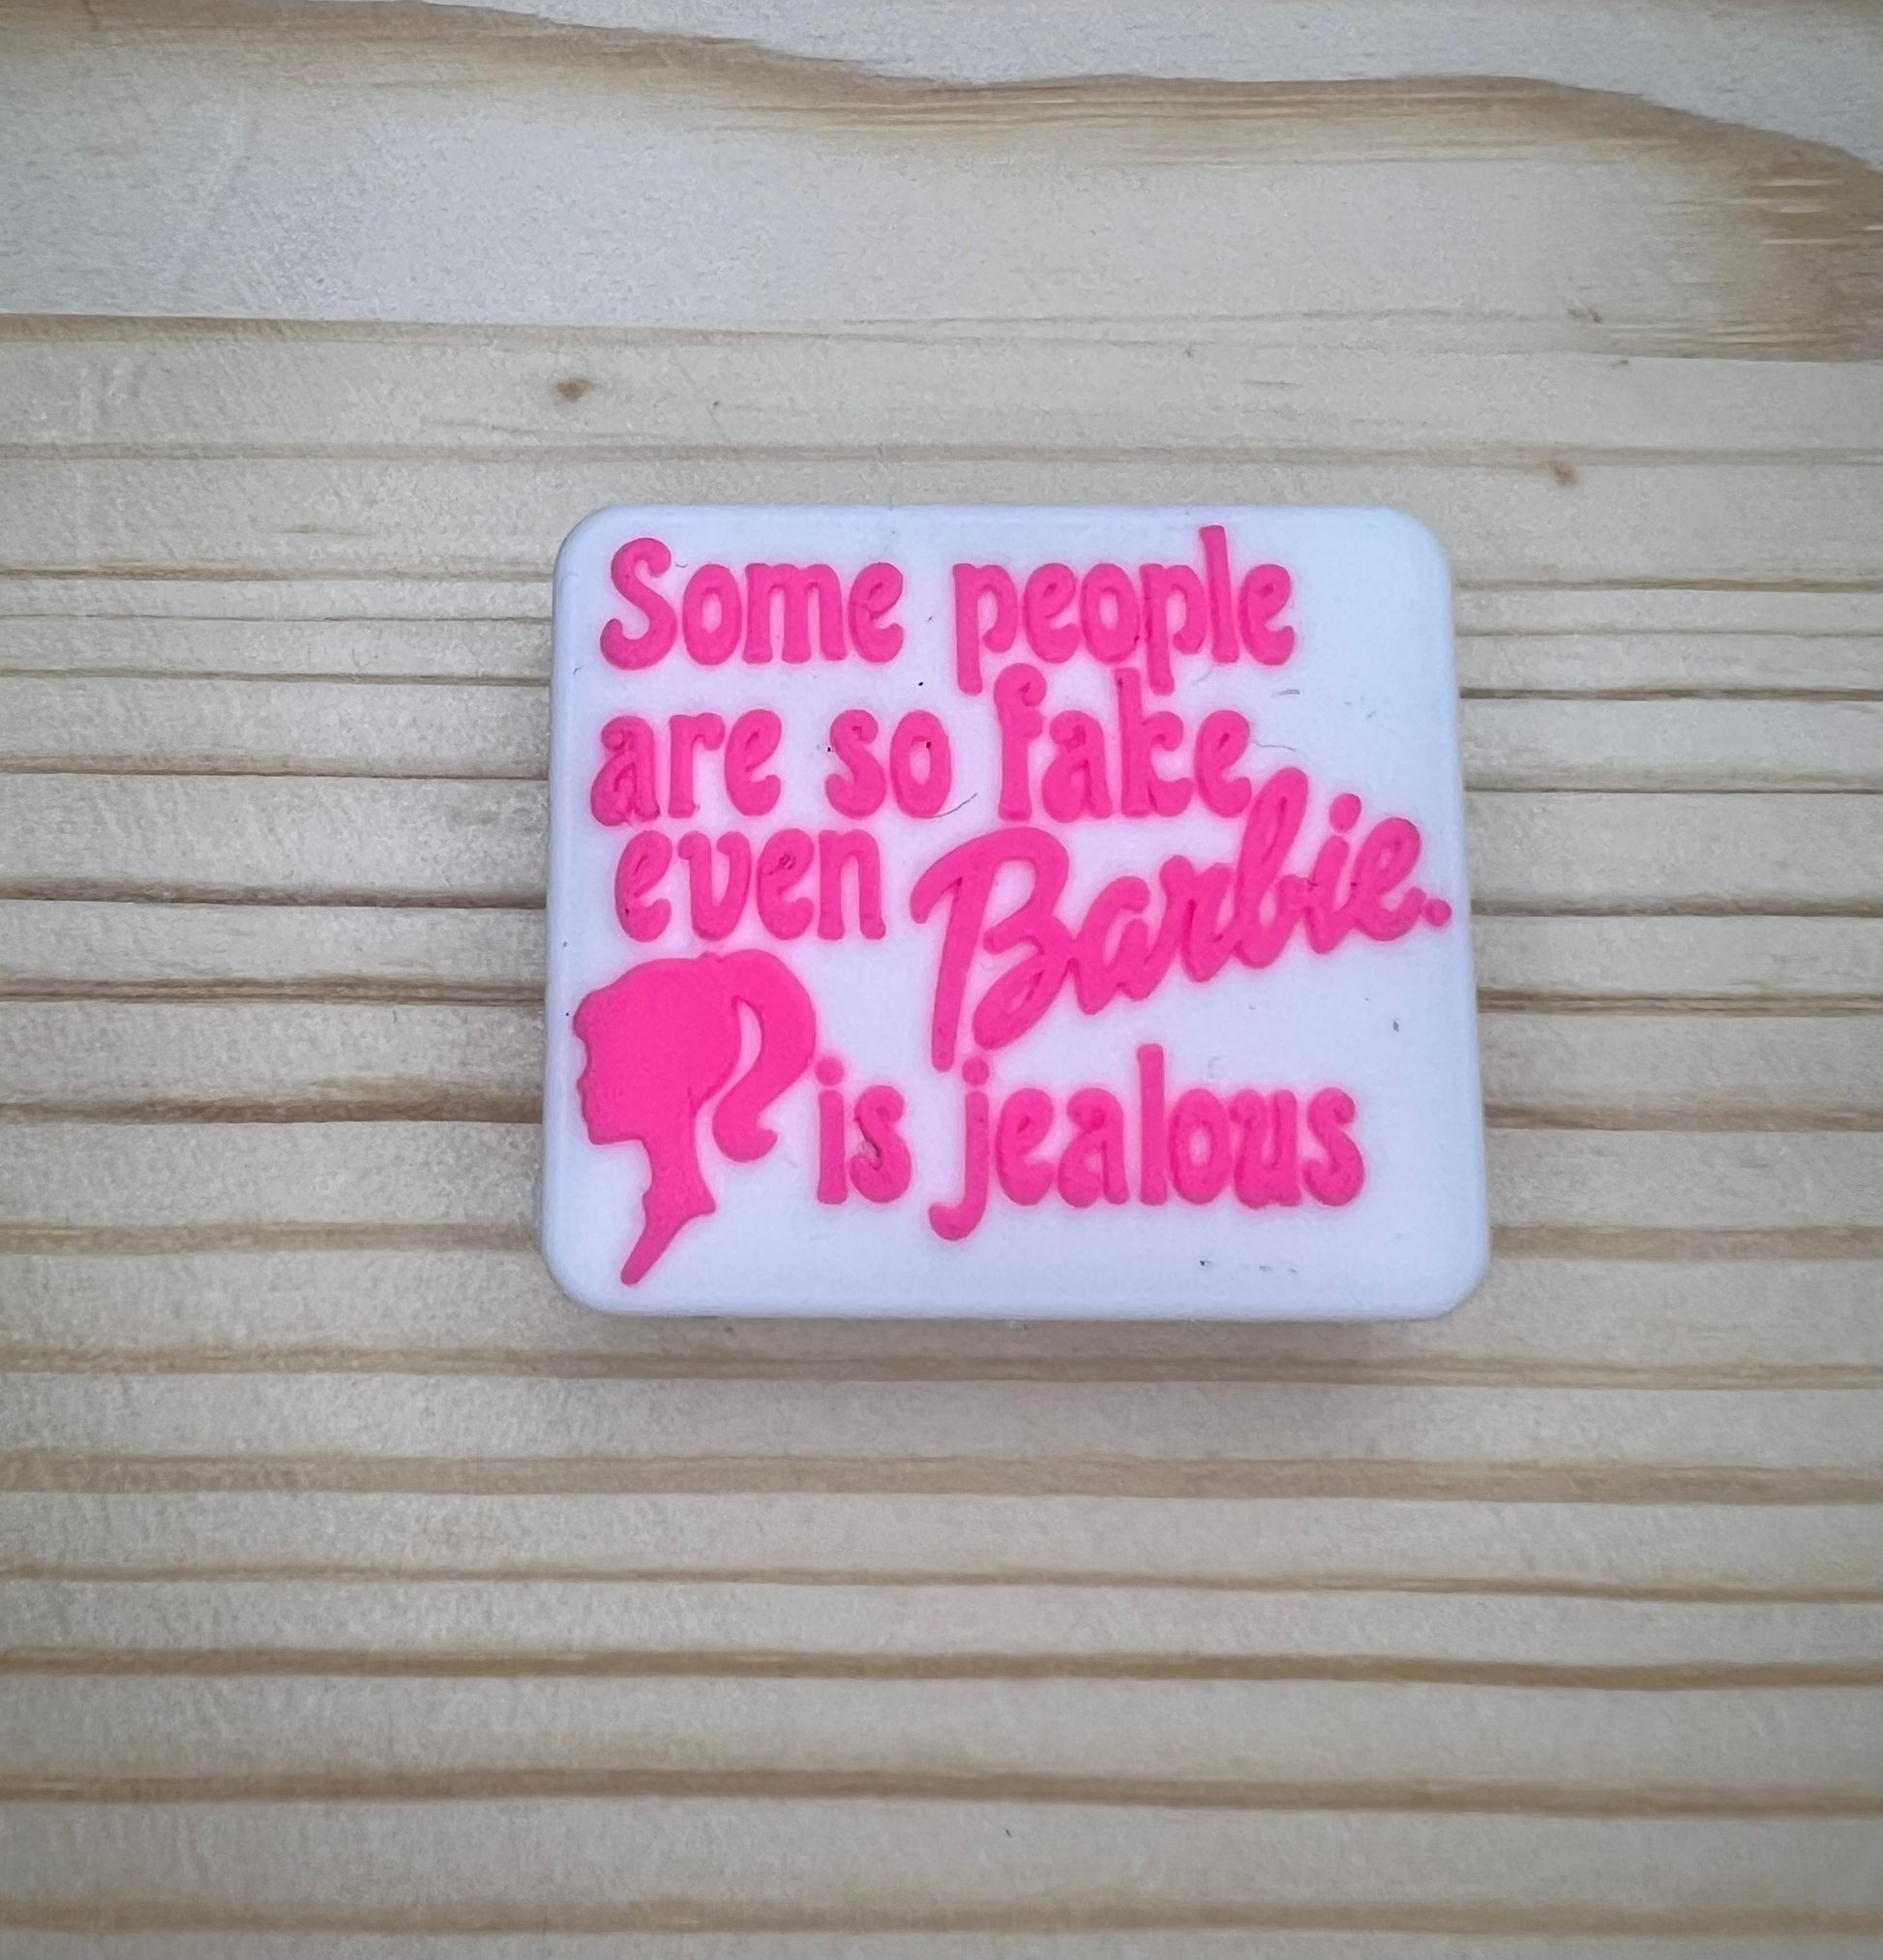 Some people
are so fake
even Barbie.
is jealous